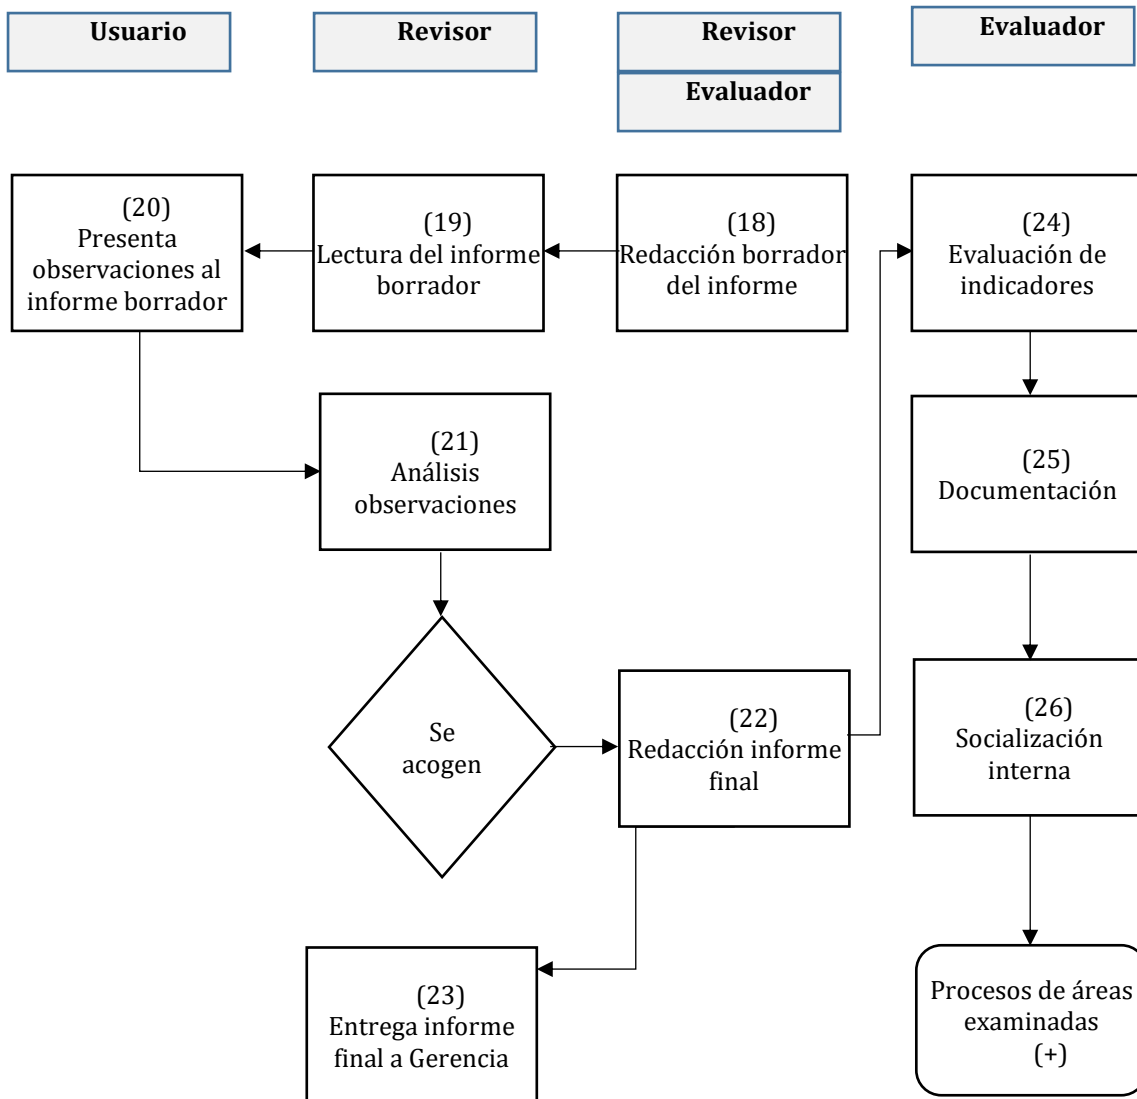 Usuario
Revisor
Revisor
Evaluador
Evaluador
(20)
Presenta
observaciones al
informe borrador
(19)
Lectura del informe
borrador
(18)
Redacción borrador
del informe
(24)
Evaluación de
indicadores
(21)
Análisis
observaciones
(25)
Documentación
Se
acogen
(22)
Redacción informe
final
(26)
Socialización
interna
(23)
Entrega informe
final a Gerencia
Procesos de áreas
examinadas
(+)